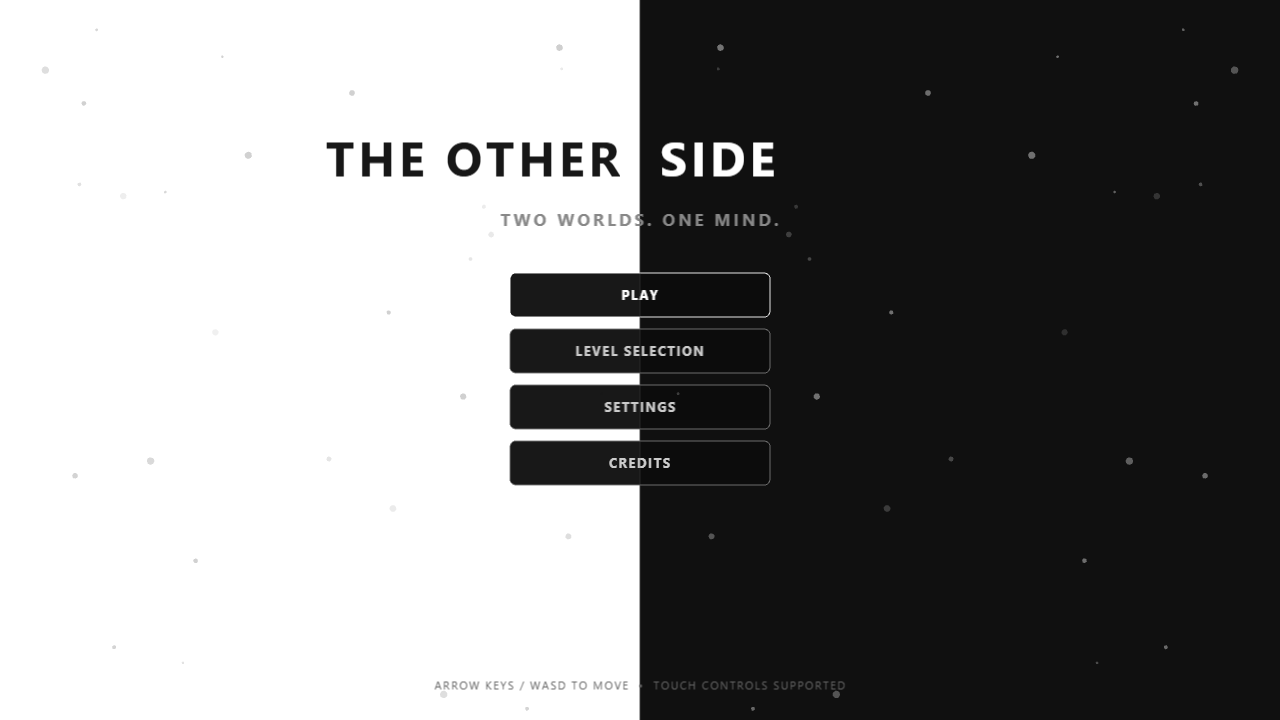 THE OTHER SIDE
TWO WORLDS. ONE MIND.
PLAY
LEVEL SELECTION
SETTINGS
CREDITS
ARROW KEYS / WASD TO MOVE • TOUCH CONTROLS SUPPORTED